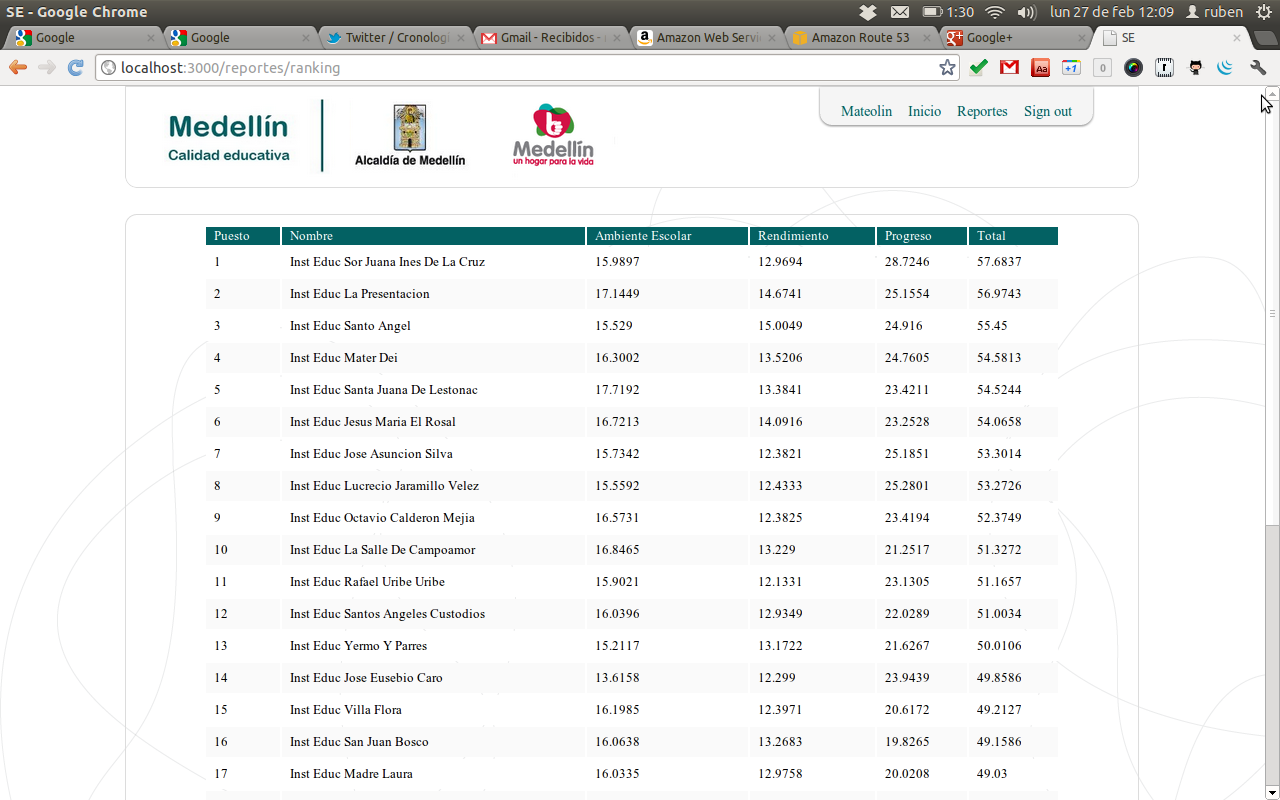 SE - Google Chrome 1:30 lun 27 de feb 12:09 ruben
Google Google Twitter / Cronologí Gmail - Recibidos - Amazon Web Servi Amazon Route 53 Google+ SE
localhost:3000/reportes/ranking Aa +1 0
Mateolin Inicio Reportes Sign out
Medellín
Calidad educativa
Alcaldía de Medellín
Medellín
un hogar para la vida
Puesto Nombre Ambiente Escolar Rendimiento Progreso Total
1 Inst Educ Sor Juana Ines De La Cruz 15.9897 12.9694 28.7246 57.6837
2 Inst Educ La Presentacion 17.1449 14.6741 25.1554 56.9743
3 Inst Educ Santo Angel 15.529 15.0049 24.916 55.45
4 Inst Educ Mater Dei 16.3002 13.5206 24.7605 54.5813
5 Inst Educ Santa Juana De Lestonac 17.7192 13.3841 23.4211 54.5244
6 Inst Educ Jesus Maria El Rosal 16.7213 14.0916 23.2528 54.0658
7 Inst Educ Jose Asuncion Silva 15.7342 12.3821 25.1851 53.3014
8 Inst Educ Lucrecio Jaramillo Velez 15.5592 12.4333 25.2801 53.2726
9 Inst Educ Octavio Calderon Mejia 16.5731 12.3825 23.4194 52.3749
10 Inst Educ La Salle De Campoamor 16.8465 13.229 21.2517 51.3272
11 Inst Educ Rafael Uribe Uribe 15.9021 12.1331 23.1305 51.1657
12 Inst Educ Santos Angeles Custodios 16.0396 12.9349 22.0289 51.0034
13 Inst Educ Yermo Y Parres 15.2117 13.1722 21.6267 50.0106
14 Inst Educ Jose Eusebio Caro 13.6158 12.299 23.9439 49.8586
15 Inst Educ Villa Flora 16.1985 12.3971 20.6172 49.2127
16 Inst Educ San Juan Bosco 16.0638 13.2683 19.8265 49.1586
17 Inst Educ Madre Laura 16.0335 12.9758 20.0208 49.03